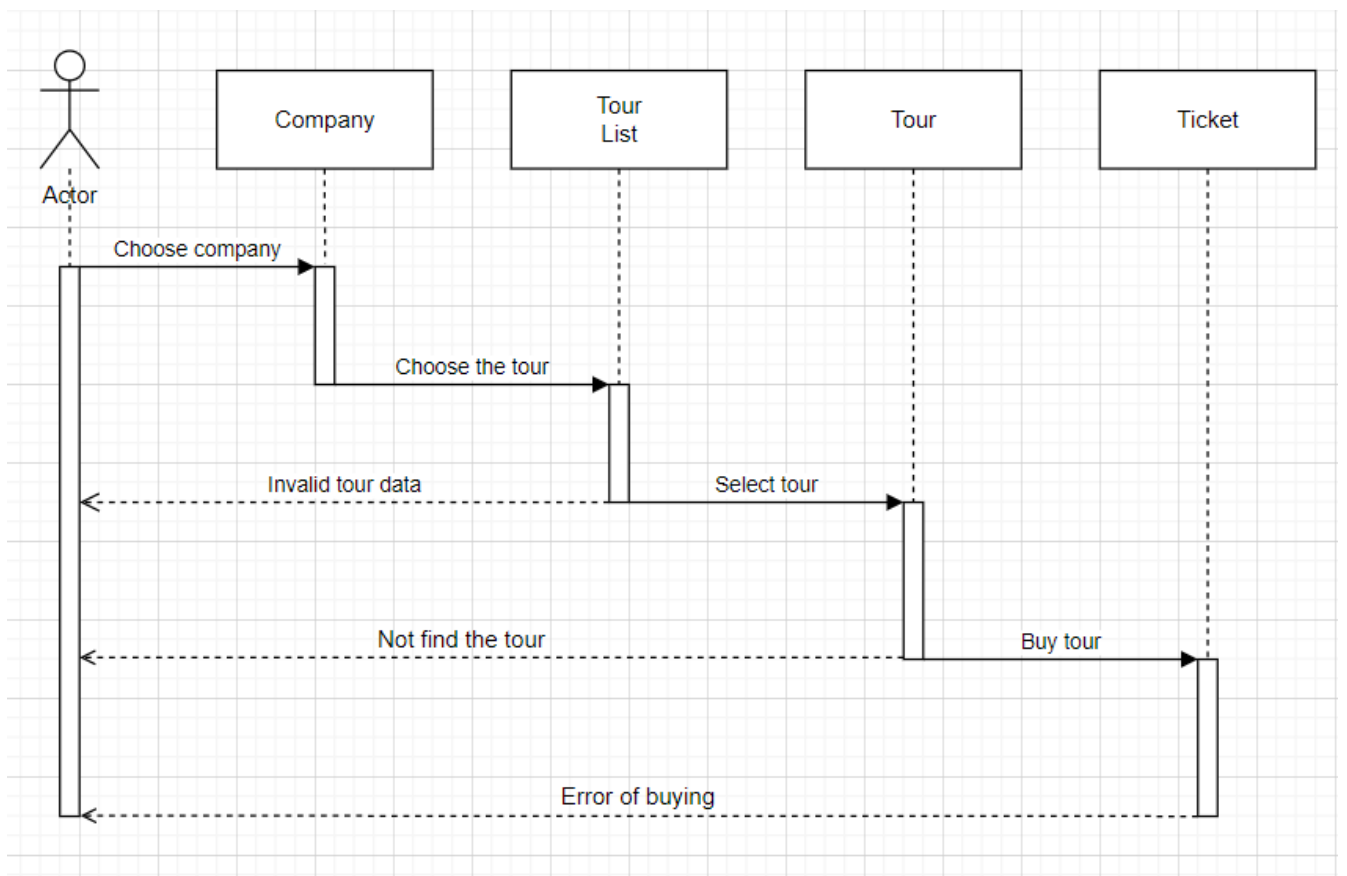 Company
Tour
List
Tour
Ticket
Actor
Choose company
Choose the tour
Invalid tour data
Select tour
Not find the tour
Buy tour
Error of buying